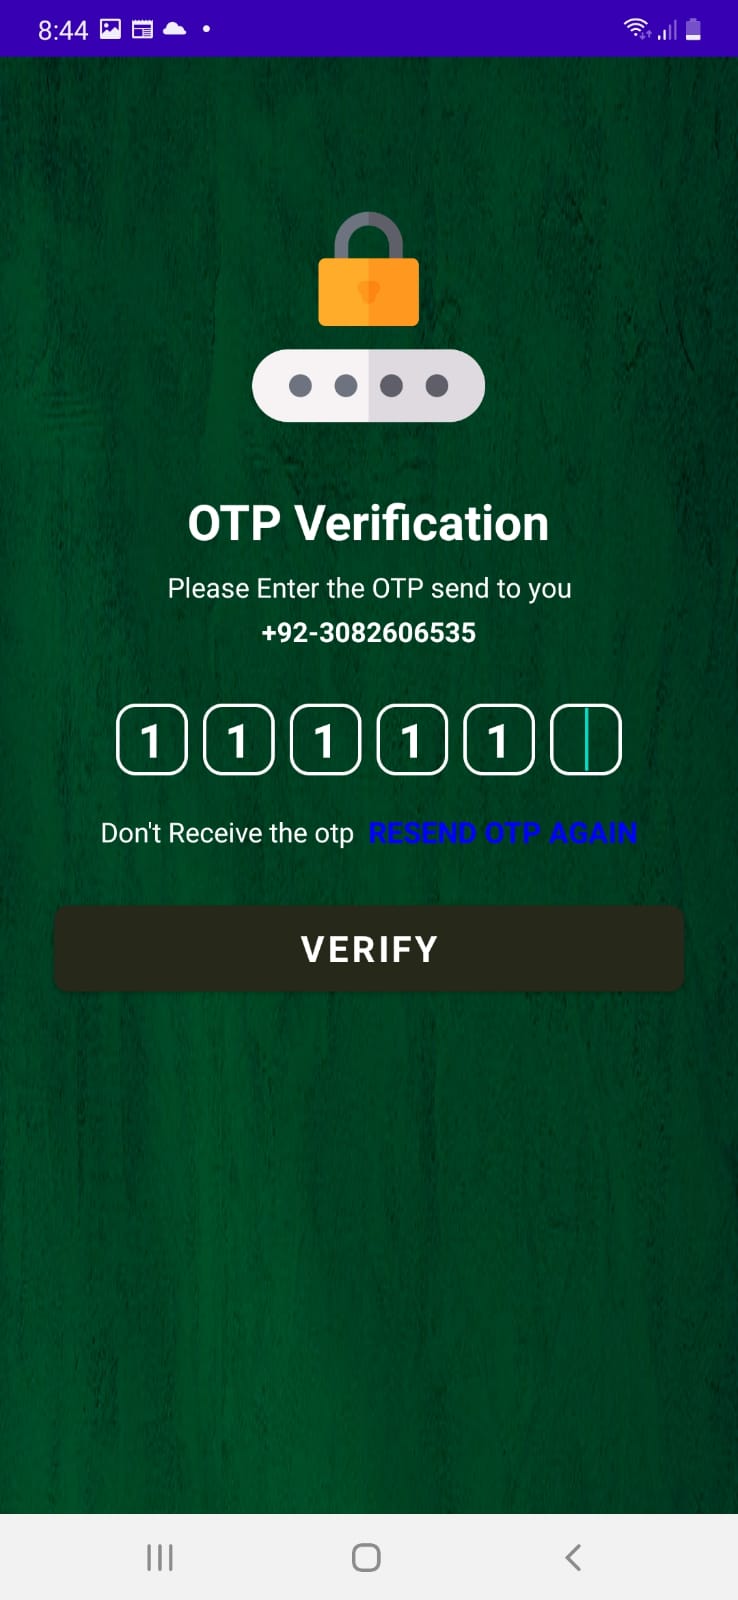 8:44
OTP Verification
Please Enter the OTP send to you
+92-3082606535
1 1 1 1 1
Don't Receive the otp RESEND OTP AGAIN
VERIFY